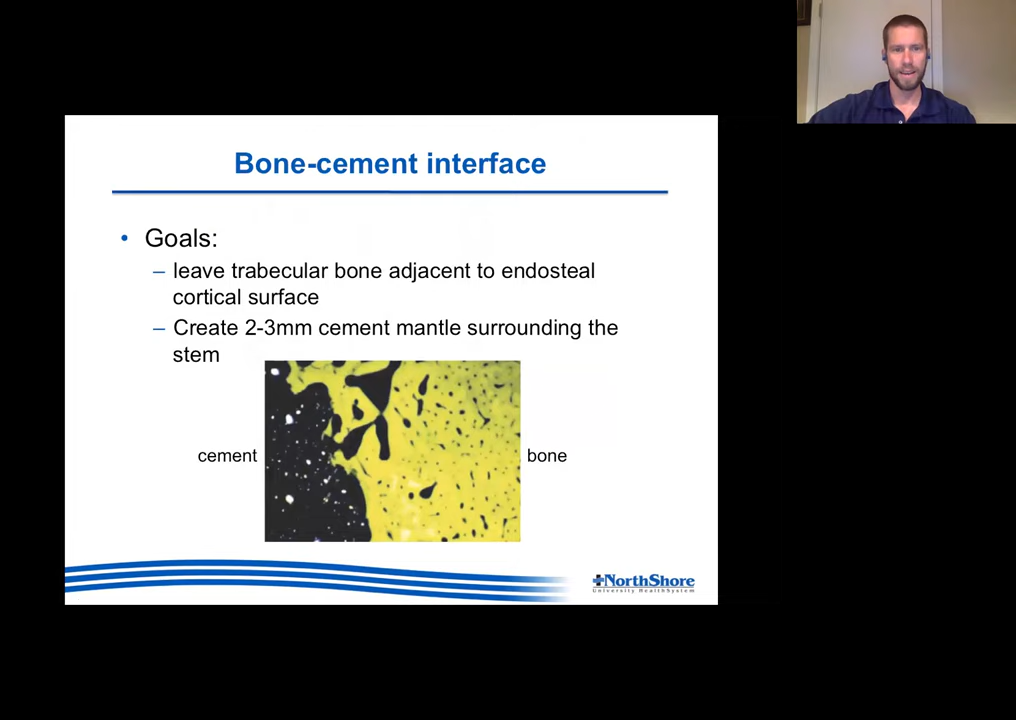 Bone-cement interface
• Goals:
– leave trabecular bone adjacent to endosteal
cortical surface
– Create 2-3mm cement mantle surrounding the
stem
cement
bone
NorthShore
University HealthSystem